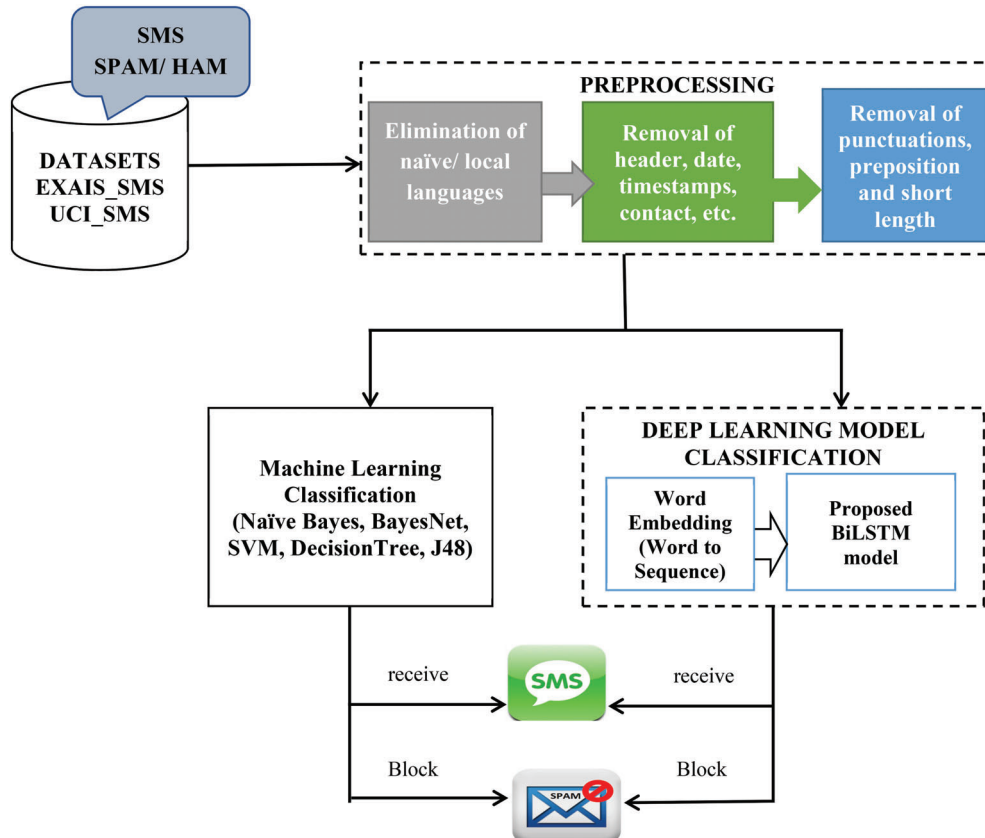 SMS
SPAM/ HAM
DATASETS
EXAIS_SMS
UCI_SMS
PREPROCESSING
Elimination of
naïve/ local
languages
Removal of
header, date,
timestamps,
contact, etc.
Removal of
punctuations,
preposition
and short
length
Machine Learning
Classification
(Naïve Bayes, BayesNet,
SVM, DecisionTree, J48)
DEEP LEARNING MODEL
CLASSIFICATION
Word
Embedding
(Word to
Sequence)
Proposed
BiLSTM
model
receive
SMS
receive
Block
SPAM
Block